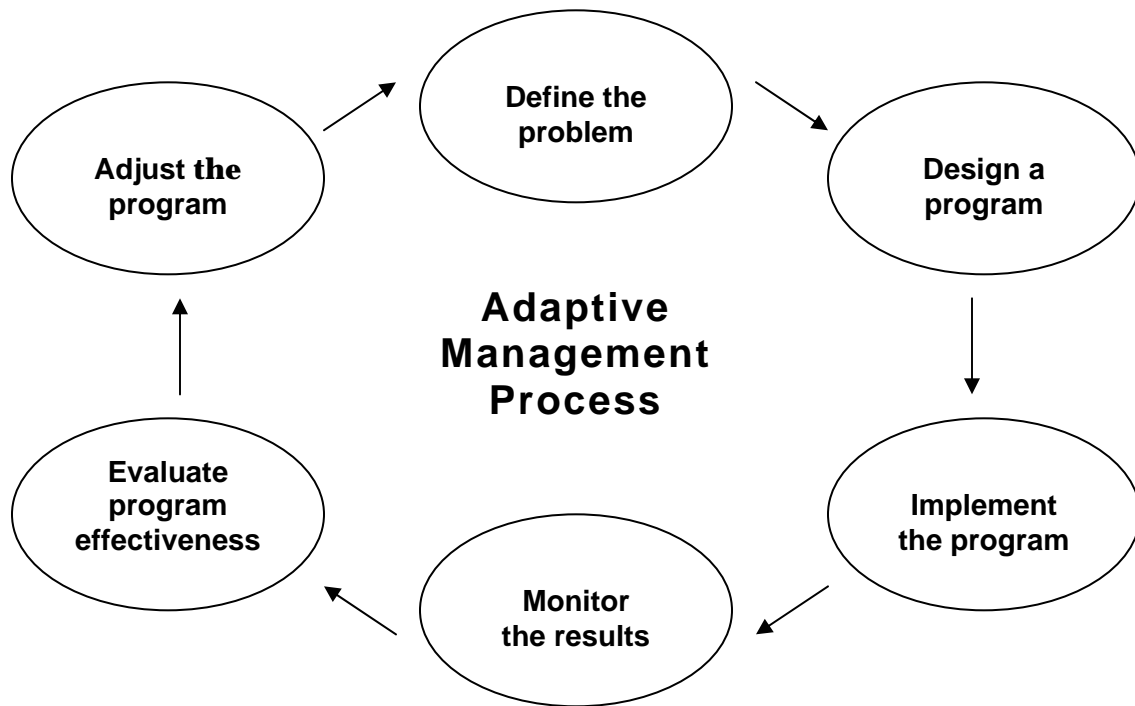 Define the
problem
Design a
program
Implement
the program
Monitor
the results
Evaluate
program
effectiveness
Adjust the
program
Adaptive
Management
Process